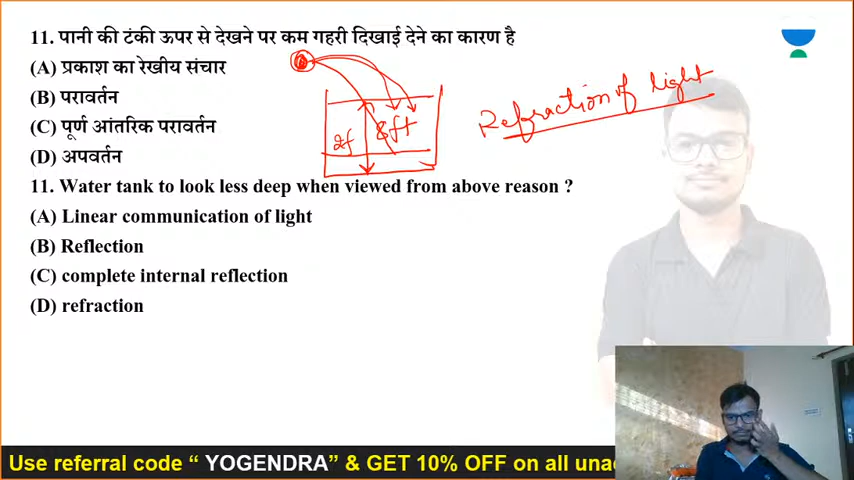 11. पानी की टंकी ऊपर से देखने पर कम गहरी दिखाई देने का कारण है
(A) प्रकाश का रेखीय संचार
(B) परावर्तन
(C) पूर्ण आंतरिक परावर्तन
(D) अपवर्तन
2f
8ft
Refraction of light
11. Water tank to look less deep when viewed from above reason ?
(A) Linear communication of light
(B) Reflection
(C) complete internal reflection
(D) refraction
Use referral code “ YOGENDRA” & GET 10% OFF on all